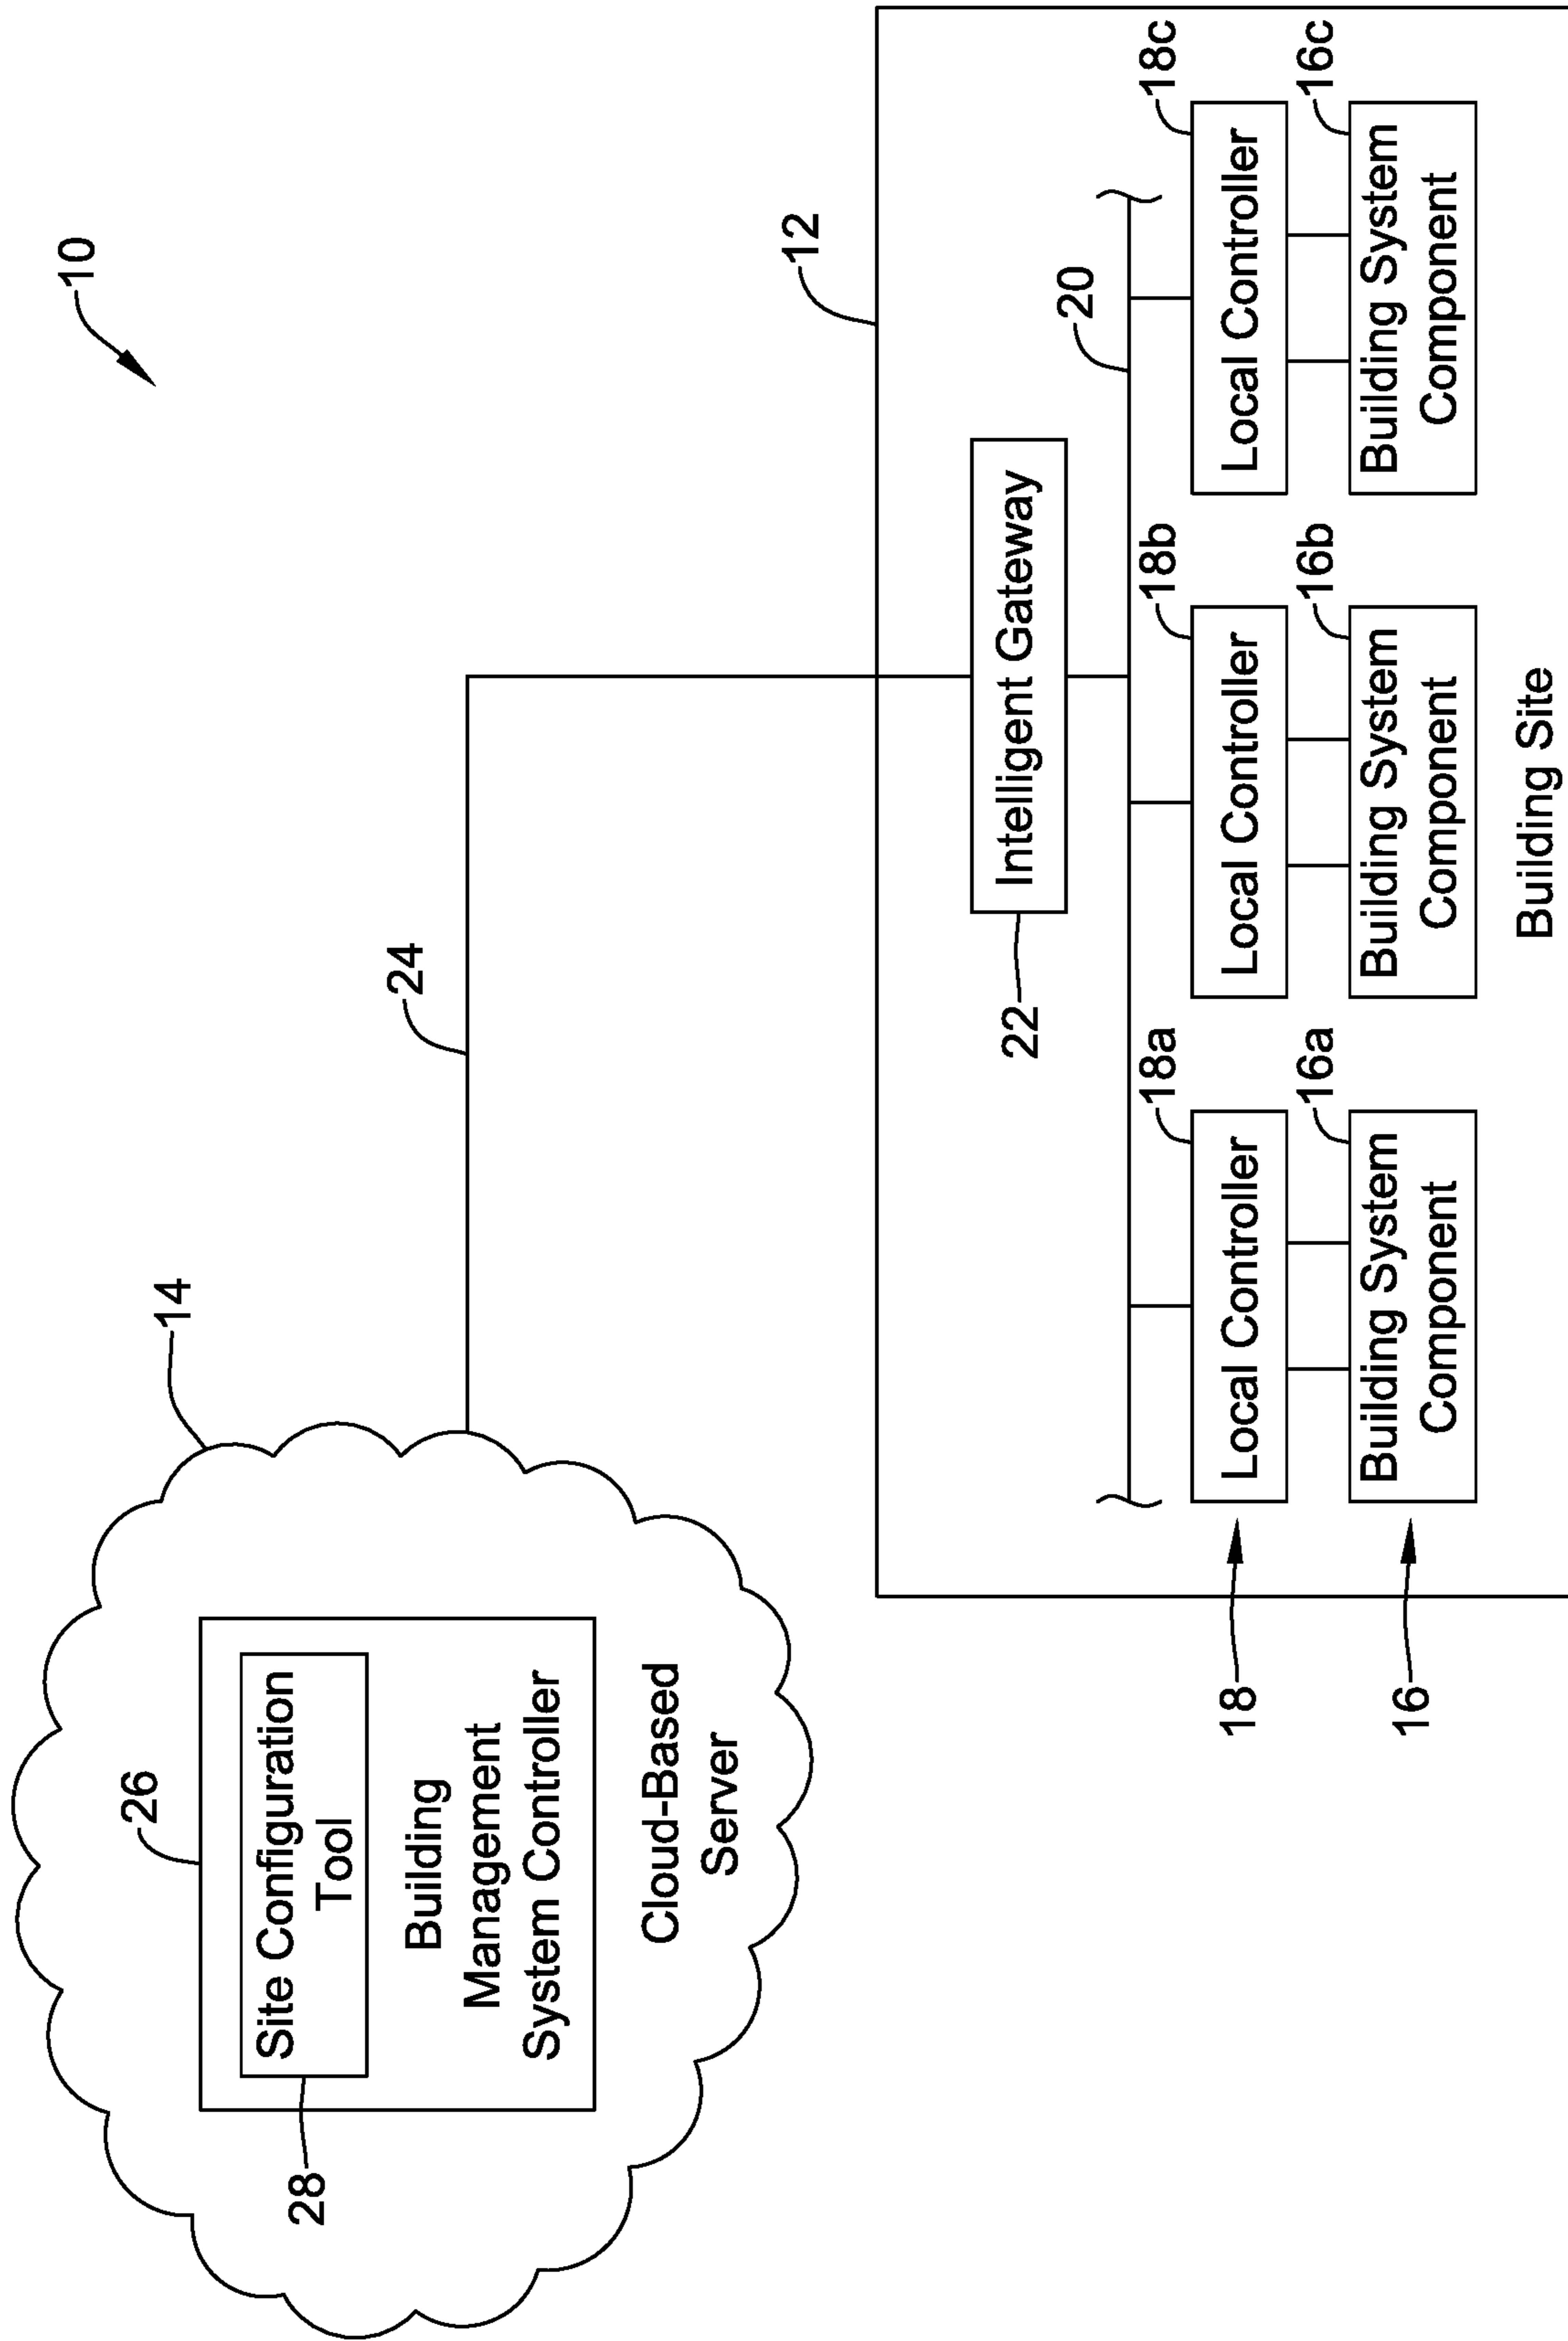 10
14
26
Site Configuration
Tool
28
Building
Management
System Controller
Cloud-Based
Server
24
12
Intelligent Gateway
22
20
18a
18b
18c
18
Local Controller
Local Controller
Local Controller
16a
16b
16c
16
Building System
Component
Building System
Component
Building System
Component
Building Site